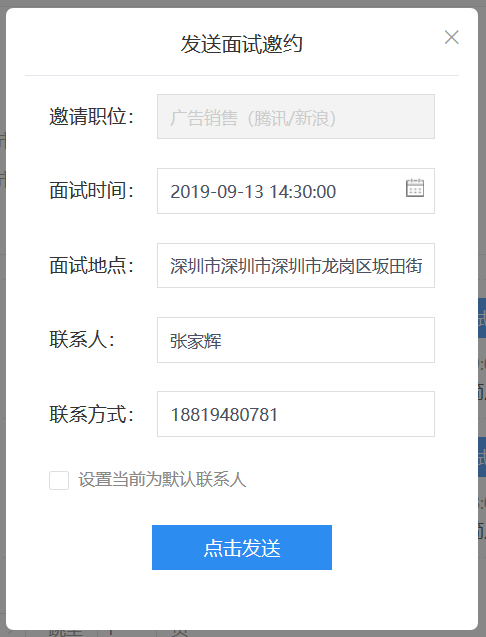 发送面试邀约
邀请职位：
广告销售（腾讯/新浪）
面试时间：
2019-09-13 14:30:00
面试地点：
深圳市深圳市深圳市龙岗区坂田街
联系人：
张家辉
联系方式：
18819480781
设置当前为默认联系人
点击发送